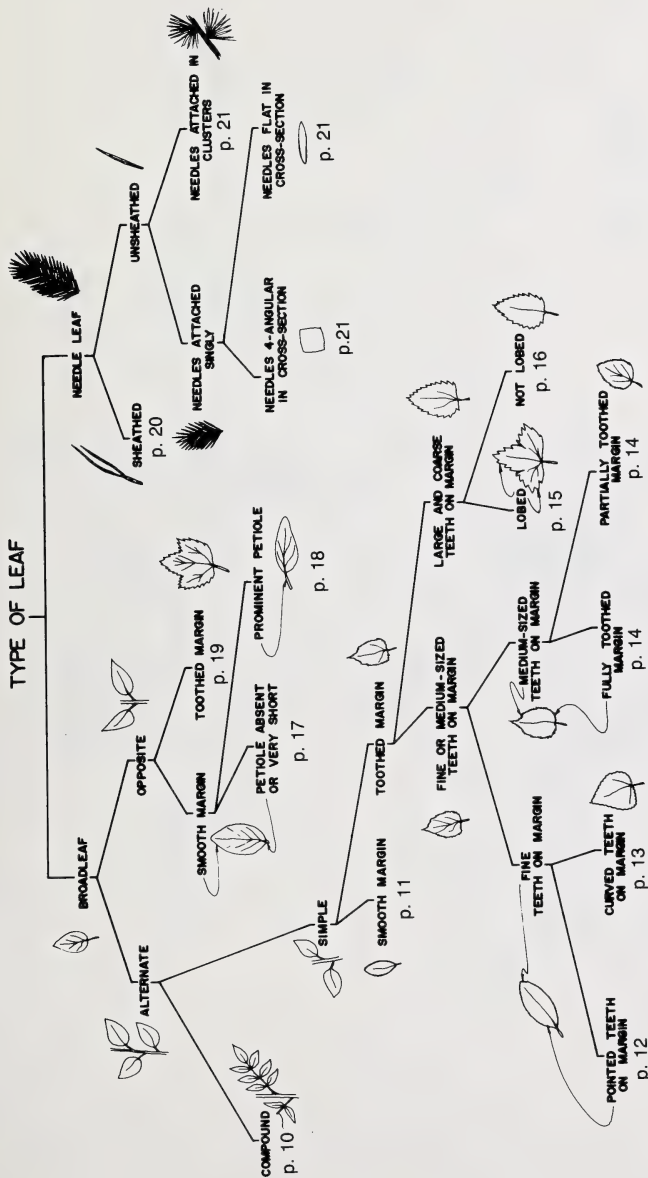 TYPE OF LEAF
BROADLEAF
NEEDLE LEAF
ALTERNATE
OPPOSITE
SHEATHED
p. 20
UNSHEATHED
COMPOUND
p. 10
SIMPLE
SMOOTH MARGIN
TOOTHED MARGIN
p. 19
NEEDLES ATTACHED
SINGLY
NEEDLES ATTACHED IN
CLUSTERS
p. 21
PETIOLE ABSENT
OR VERY SHORT
p. 17
PROMINENT PETIOLE
p. 18
NEEDLES 4-ANGULAR
IN CROSS-SECTION
p.21
NEEDLES FLAT IN
CROSS-SECTION
p. 21
SMOOTH MARGIN
p. 11
TOOTHED MARGIN
FINE OR MEDIUM-SIZED
TEETH ON MARGIN
LARGE AND COARSE
TEETH ON MARGIN
FINE
TEETH ON MARGIN
MEDIUM-SIZED
TEETH ON MARGIN
LOBED
p. 15
NOT LOBED
p. 16
POINTED TEETH
ON MARGIN
p. 12
CURVED TEETH
ON MARGIN
p. 13
FULLY TOOTHED
MARGIN
p. 14
PARTIALLY TOOTHED
MARGIN
p. 14